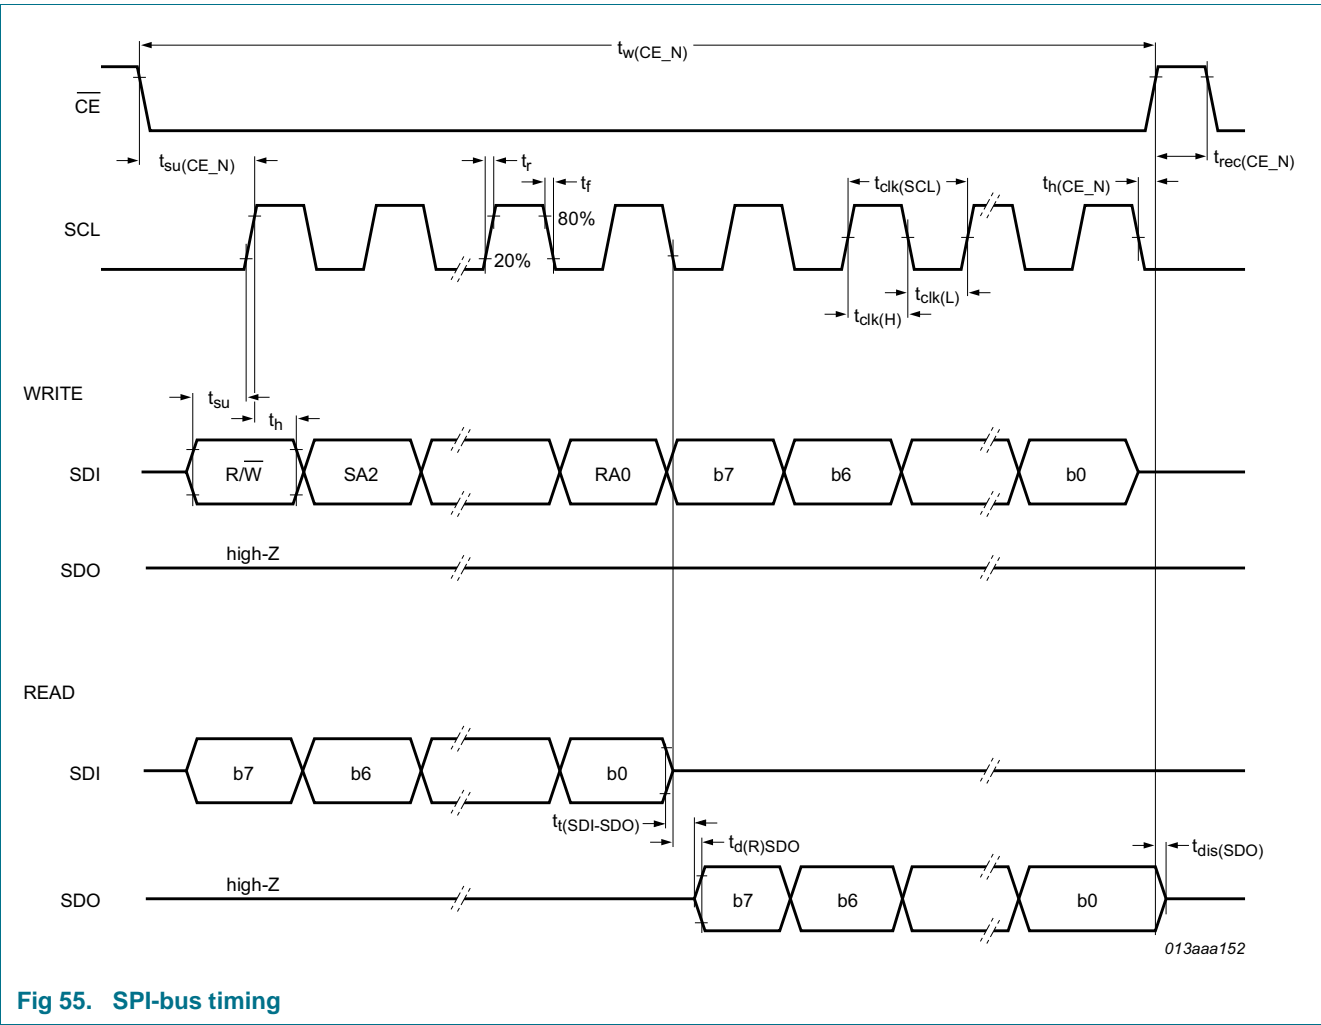 tw(CE_N)
CE
tsu(CE_N)
tr
tf
tclk(SCL)
th(CE_N)
trec(CE_N)
SCL
80%
20%
tclk(L)
tclk(H)
WRITE
tsu
th
SDI
R/W
SA2
RA0
b7
b6
b0
high-Z
SDO
READ
SDI
b7
b6
b0
tt(SDI-SDO)
td(R)SDO
tdis(SDO)
high-Z
SDO
b7
b6
b0
013aaa152
Fig 55. SPI-bus timing